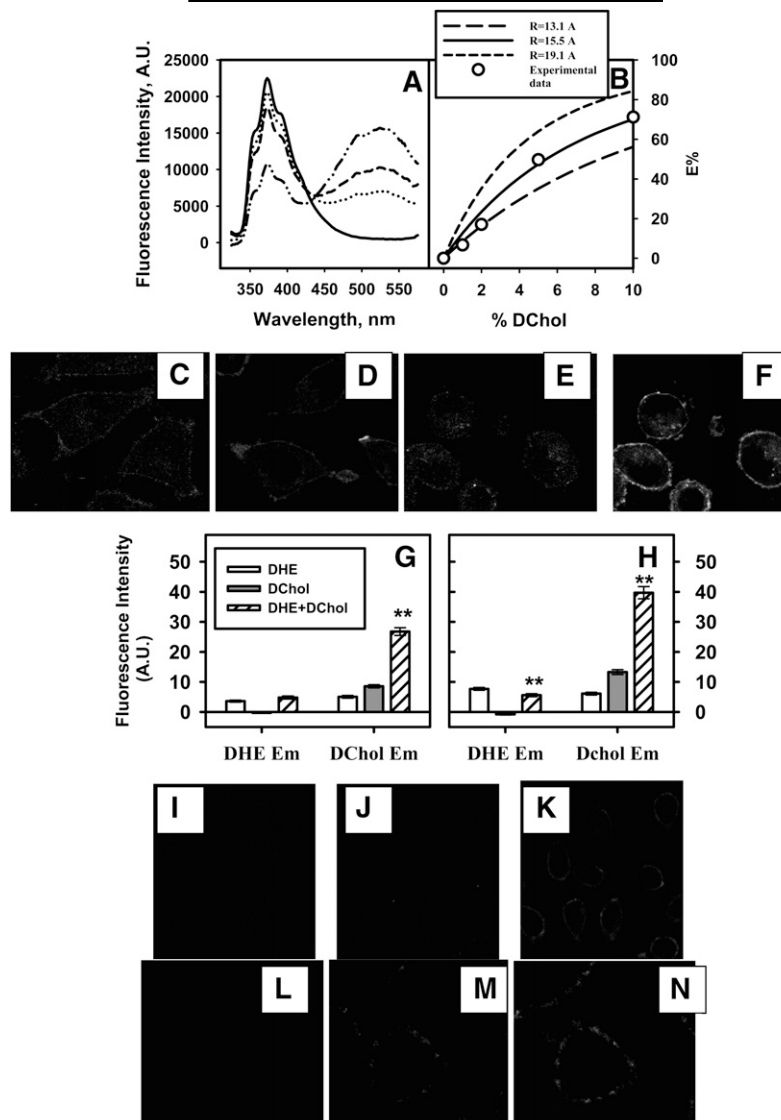 R=13.1 A
R=15.5 A
R=19.1 A
Experimental
data
A
B
Fluorescence Intensity, A.U.
25000
20000
15000
10000
5000
0
350 400 450 500 550
Wavelength, nm
100
80
60
40
20
0
E%
0 2 4 6 8 10
% DChol
C
D
E
F
Fluorescence Intensity
(A.U.)
50
40
30
20
10
0
G
DHE
DChol
DHE+DChol
**
DHE Em DChol Em
H
**
**
50
40
30
20
10
0
DHE Em Dchol Em
I
J
K
L
M
N